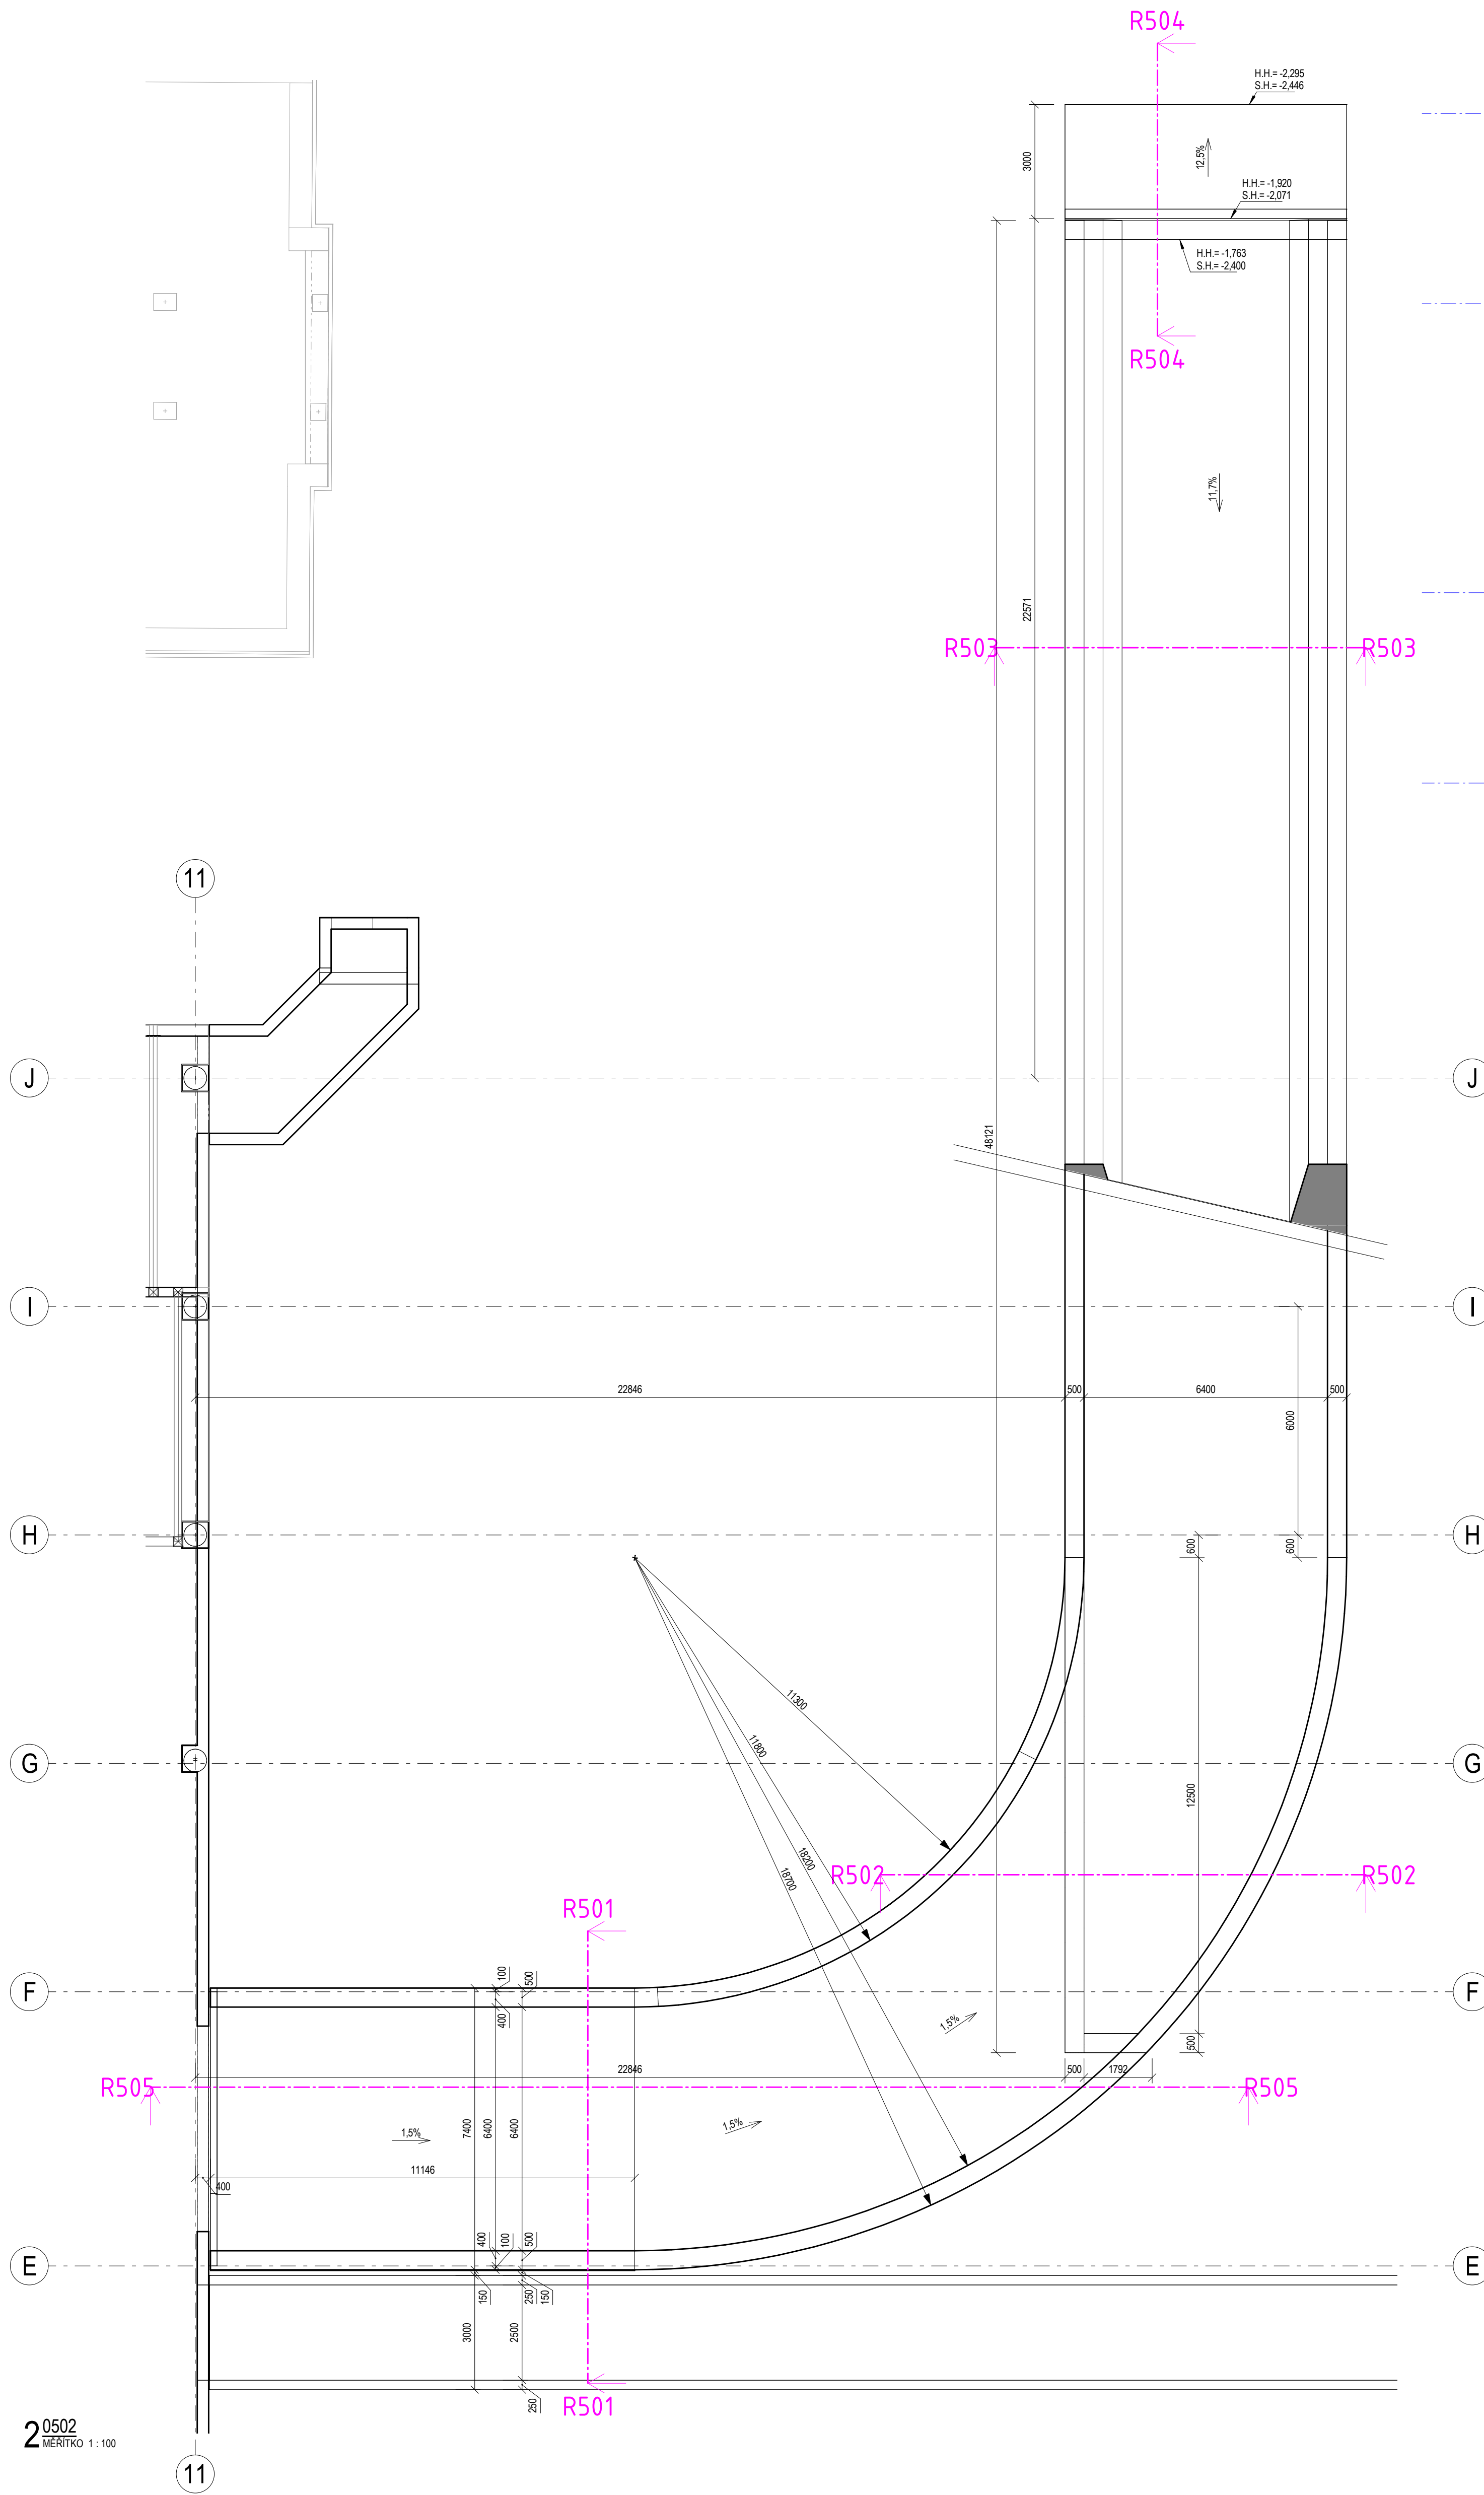 R504
H.H.= -2,295
S.H.= -2,446
3000
12,5%
H.H.= -1,920
S.H.= -2,071
H.H.= -1,763
S.H.= -2,400
R504
11,7%
22571
R503
R503
11
J
J
48121
I
I
22846
500
6400
500
6000
H
H
600
600
11300
11800
G
G
12500
18200
18700
R502
R502
R501
100
500
F
F
400
1,5%
500
22846
500
1792
R505
R505
7400
6400
6400
1,5%
1,5%
11146
400
400
100
500
E
E
150
250
150
3000
2500
250
R501
2
0502
MĚŘÍTKO 1 : 100
11